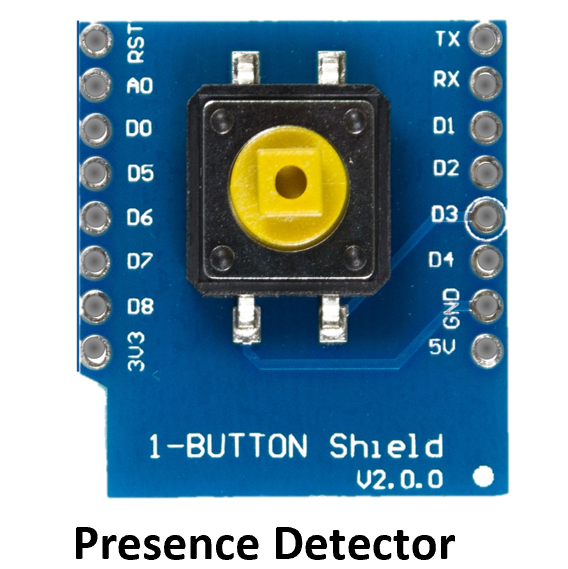 RST
A0
D0
D5
D6
D7
D8
3V3
TX
RX
D1
D2
D3
D4
GND
5V
1-BUTTON Shield
V2.0.0
Presence Detector